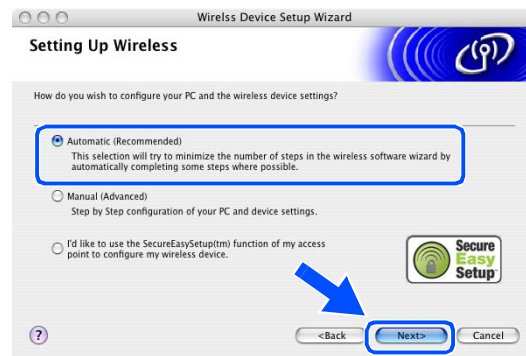 Wirelss Device Setup Wizard
Setting Up Wireless
How do you wish to configure your PC and the wireless device settings?
Automatic (Recommended)
This selection will try to minimize the number of steps in the wireless software wizard by
automatically completing some steps where possible.
Manual (Advanced)
Step by Step configuration of your PC and device settings.
I'd like to use the SecureEasySetup(tm) function of my access
point to configure my wireless device.
Secure
Easy
Setup
?
<Back
Next>
Cancel